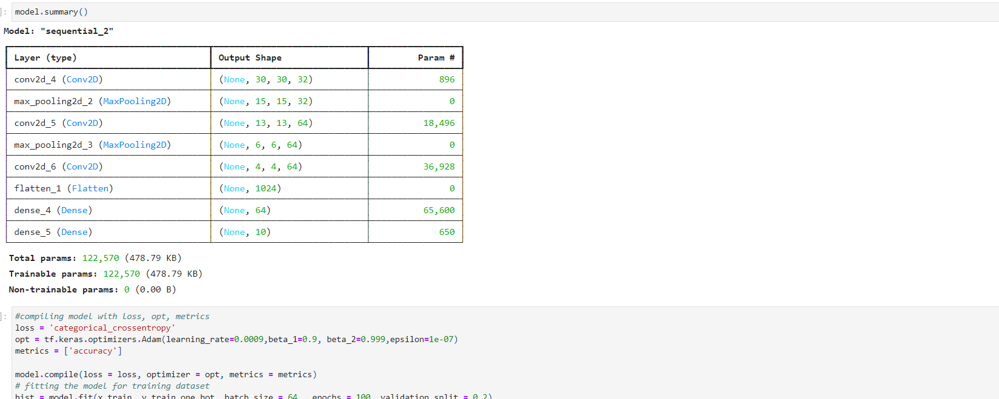 ]: model.summary()
Model: "sequential_2"
Layer (type) Output Shape Param #
conv2d_4 (Conv2D) (None, 30, 30, 32) 896
max_pooling2d_2 (MaxPooling2D) (None, 15, 15, 32) 0
conv2d_5 (Conv2D) (None, 13, 13, 64) 18,496
max_pooling2d_3 (MaxPooling2D) (None, 6, 6, 64) 0
conv2d_6 (Conv2D) (None, 4, 4, 64) 36,928
flatten_1 (Flatten) (None, 1024) 0
dense_4 (Dense) (None, 64) 65,600
dense_5 (Dense) (None, 10) 650
Total params: 122,570 (478.79 KB)
Trainable params: 122,570 (478.79 KB)
Non-trainable params: 0 (0.00 B)
]: #compiling model with loss, opt, metrics
loss = 'categorical_crossentropy'
opt = tf.keras.optimizers.Adam(learning_rate=0.0009,beta_1=0.9, beta_2=0.999,epsilon=1e-07)
metrics = ['accuracy']
model.compile(loss = loss, optimizer = opt, metrics = metrics)
# fitting the model for training dataset
hist = model.fit(x_train, y_train_one_hot, batch_size = 64, epochs = 100, validation_split = 0.2)